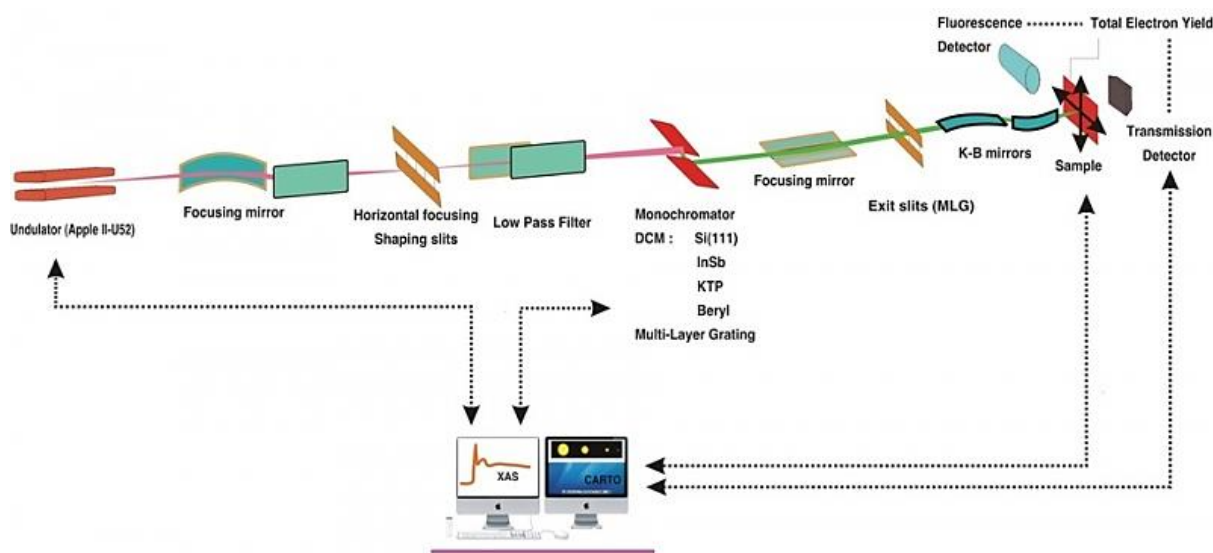 Fluorescence
Detector
Total Electron Yield
Transmission
Detector
K-B mirrors
Sample
Focusing mirror
Exit slits (MLG)
Undulator (Apple II-U52)
Focusing mirror
Horizontal focusing
Shaping slits
Low Pass Filter
Monochromator
DCM : Si(111)
InSb
KTP
Beryl
Multi-Layer Grating
XAS
CARTO